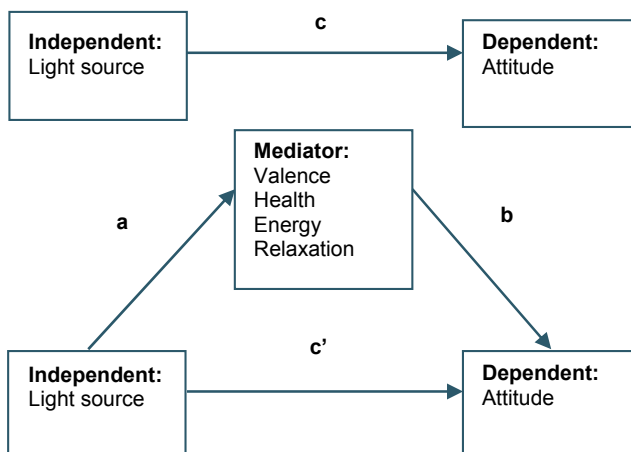 c
Independent:
Light source
Dependent:
Attitude
Mediator:
Valence
Health
Energy
Relaxation
a
b
c’
Independent:
Light source
Dependent:
Attitude